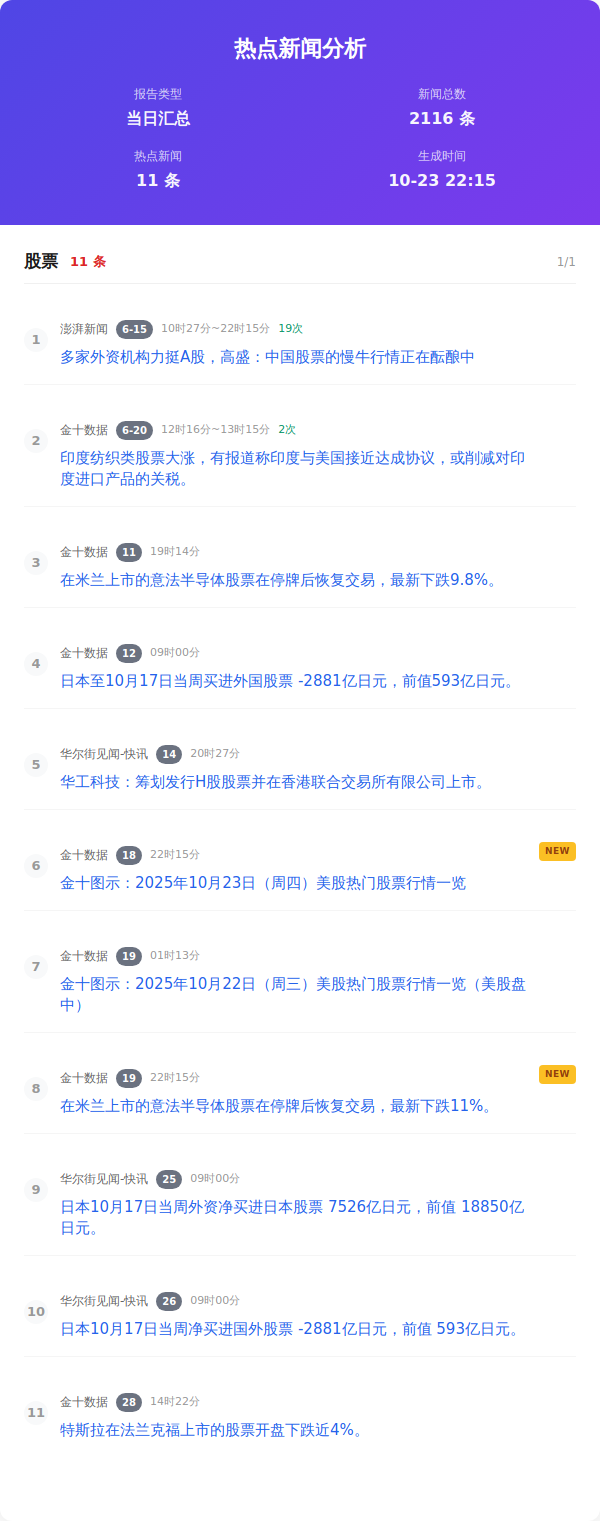 热点新闻分析
报告类型
新闻总数
当日汇总
2116 条
热点新闻
生成时间
11 条
10-23 22:15
股票 11 条 1/1
1
澎湃新闻 6-15 10时27分~22时15分 19次
多家外资机构力挺A股，高盛：中国股票的慢牛行情正在酝酿中
2
金十数据 6-20 12时16分~13时15分 2次
印度纺织类股票大涨，有报道称印度与美国接近达成协议，或削减对印
度进口产品的关税。
3
金十数据 11 19时14分
在米兰上市的意法半导体股票在停牌后恢复交易，最新下跌9.8%。
4
金十数据 12 09时00分
日本至10月17日当周买进外国股票 -2881亿日元，前值593亿日元。
5
华尔街见闻-快讯 14 20时27分
华工科技：筹划发行H股股票并在香港联合交易所有限公司上市。
6
金十数据 18 22时15分 NEW
金十图示：2025年10月23日（周四）美股热门股票行情一览
7
金十数据 19 01时13分
金十图示：2025年10月22日（周三）美股热门股票行情一览（美股盘
中）
8
金十数据 19 22时15分 NEW
在米兰上市的意法半导体股票在停牌后恢复交易，最新下跌11%。
9
华尔街见闻-快讯 25 09时00分
日本10月17日当周外资净买进日本股票 7526亿日元，前值 18850亿
日元。
10
华尔街见闻-快讯 26 09时00分
日本10月17日当周净买进国外股票 -2881亿日元，前值 593亿日元。
11
金十数据 28 14时22分
特斯拉在法兰克福上市的股票开盘下跌近4%。